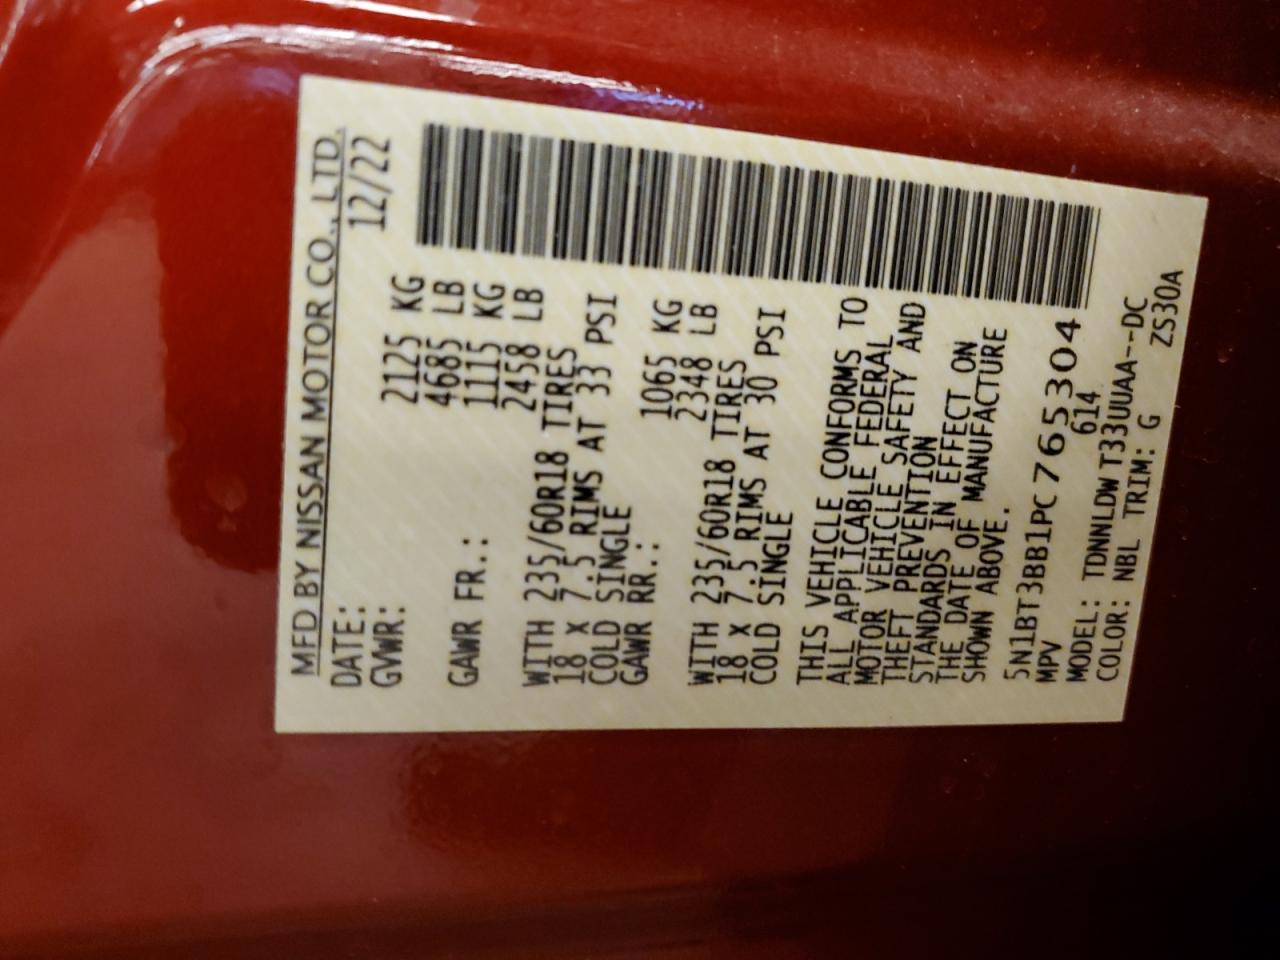 MFD BY NISSAN MOTOR CO., LTD.
DATE: 12/22
GVWR: 2125 KG
4685 LB
GAWR FR.: 1115 KG
2458 LB
WITH 235/60R18 TIRES
18 X 7.5 RIMS AT 33 PSI
COLD SINGLE
GAWR RR.: 1065 KG
2348 LB
WITH 235/60R18 TIRES
18 X 7.5 RIMS AT 30 PSI
COLD SINGLE
THIS VEHICLE CONFORMS TO
ALL APPLICABLE FEDERAL
MOTOR VEHICLE SAFETY AND
THEFT PREVENTION
STANDARDS IN EFFECT ON
THE DATE OF MANUFACTURE
SHOWN ABOVE.
5N1BT3BB1PC765304
MPV 614
MODEL: TDNNLDWT33UUAA--DC
COLOR: NBL TRIM: G ZS30A